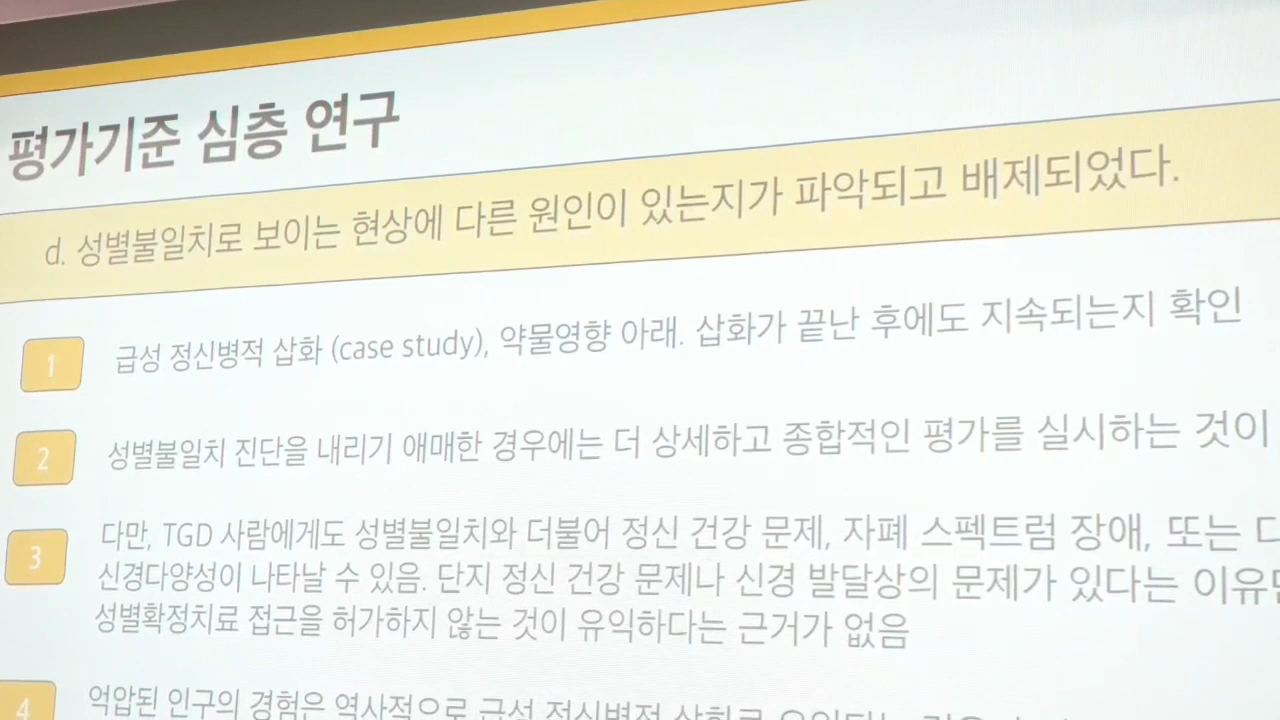 평가기준 심층 연구
d. 성별불일치로 보이는 현상에 다른 원인이 있는지가 파악되고 배제되었다.
1 급성 정신병적 삽화 (case study), 약물영향 아래. 삽화가 끝난 후에도 지속되는지 확인
2 성별불일치 진단을 내리기 애매한 경우에는 더 상세하고 종합적인 평가를 실시하는 것이
3 다만, TGD 사람에게도 성별불일치와 더불어 정신 건강 문제, 자폐 스펙트럼 장애, 또는
신경다양성이 나타날 수 있음. 단지 정신 건강 문제나 신경 발달상의 문제가 있다는
성별확정치료 접근을 허가하지 않는 것이 유익하다는 근거가 없음
4 억압된 인구의 경험은 역사적으로 급성 정신병적 삽화로